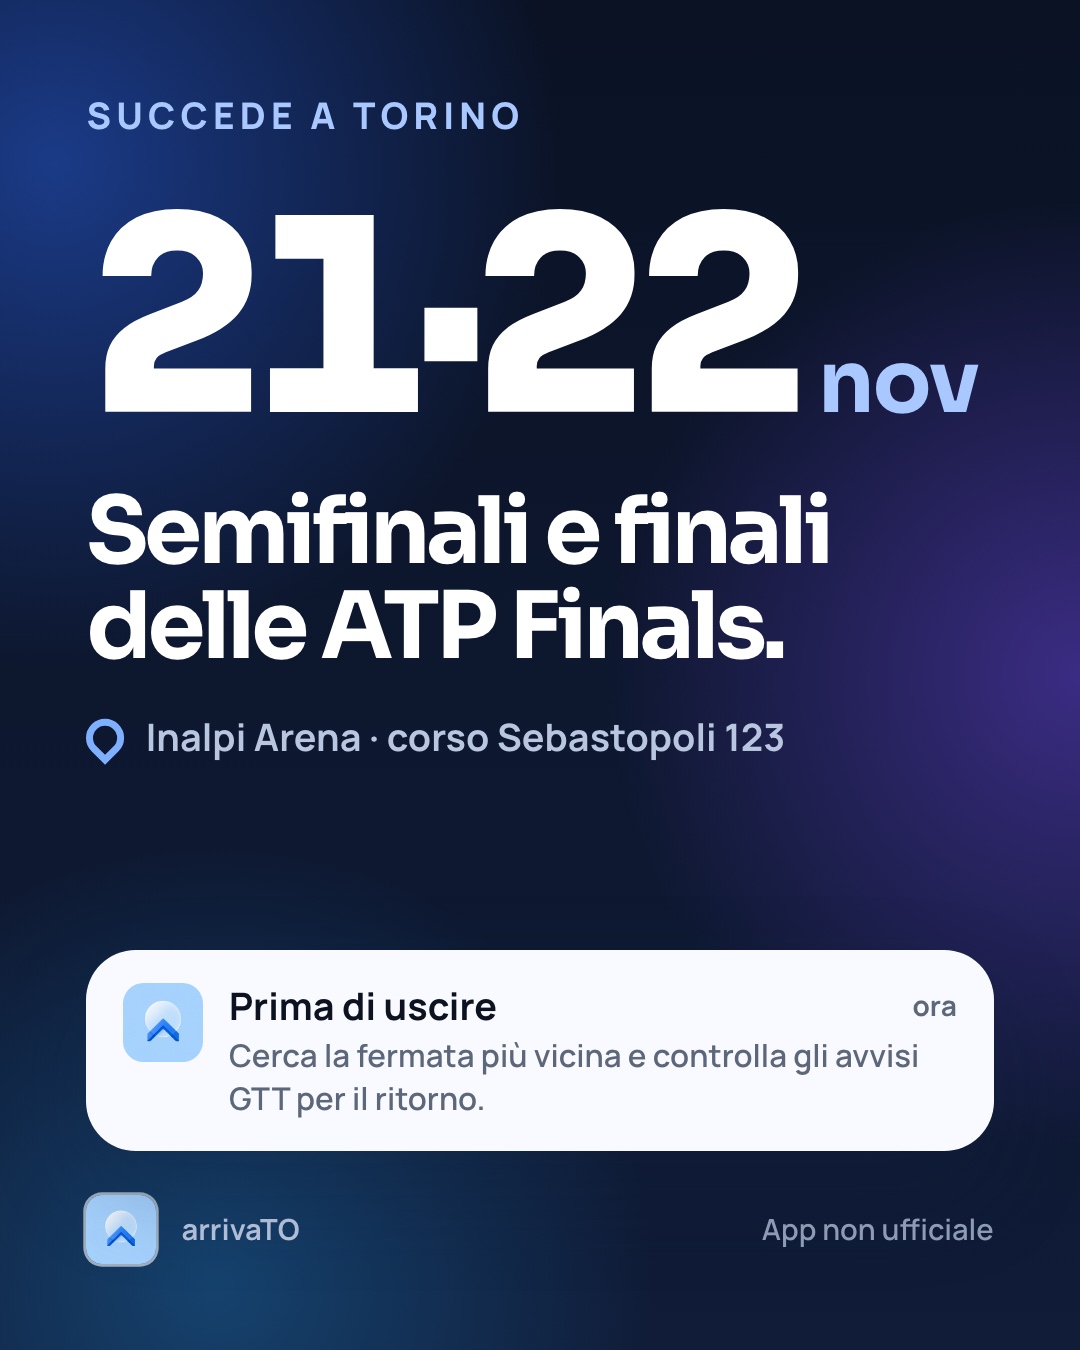 SUCCEDE A TORINO
21·22 nov
Semifinali e finali
delle ATP Finals.
Inalpi Arena · corso Sebastopoli 123
Prima di uscire
ora
Cerca la fermata più vicina e controlla gli avvisi
GTT per il ritorno.
arrivaTO
App non ufficiale